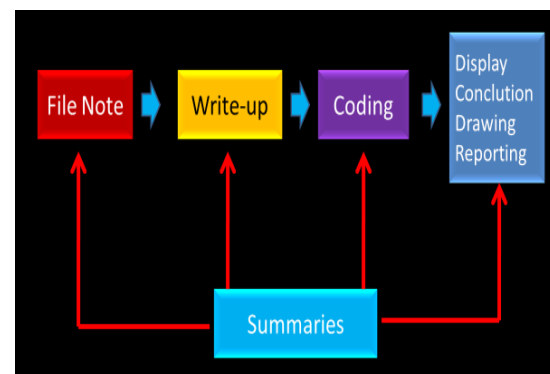 File Note
Write-up
Coding
Display
Conclution
Drawing
Reporting
Summaries